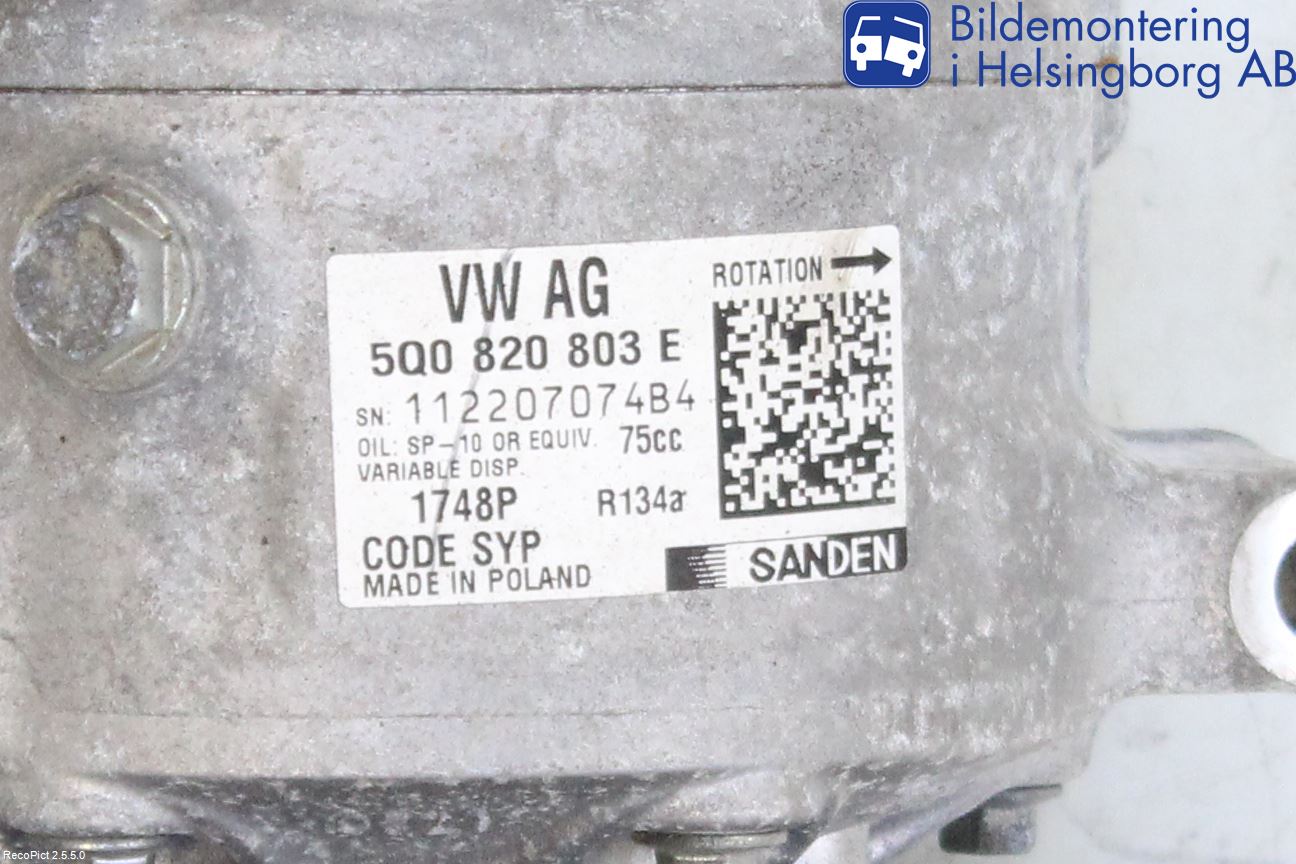 Bildemontering
i Helsingborg AB
VW AG
ROTATION
5Q0 820 803 E
SN: 112207074B4
OIL: SP-10 OR EQUIV. 75cc
VARIABLE DISP.
1748P R134a
CODE SYP
MADE IN POLAND
SANDEN
RecoPict 2.5.5.0